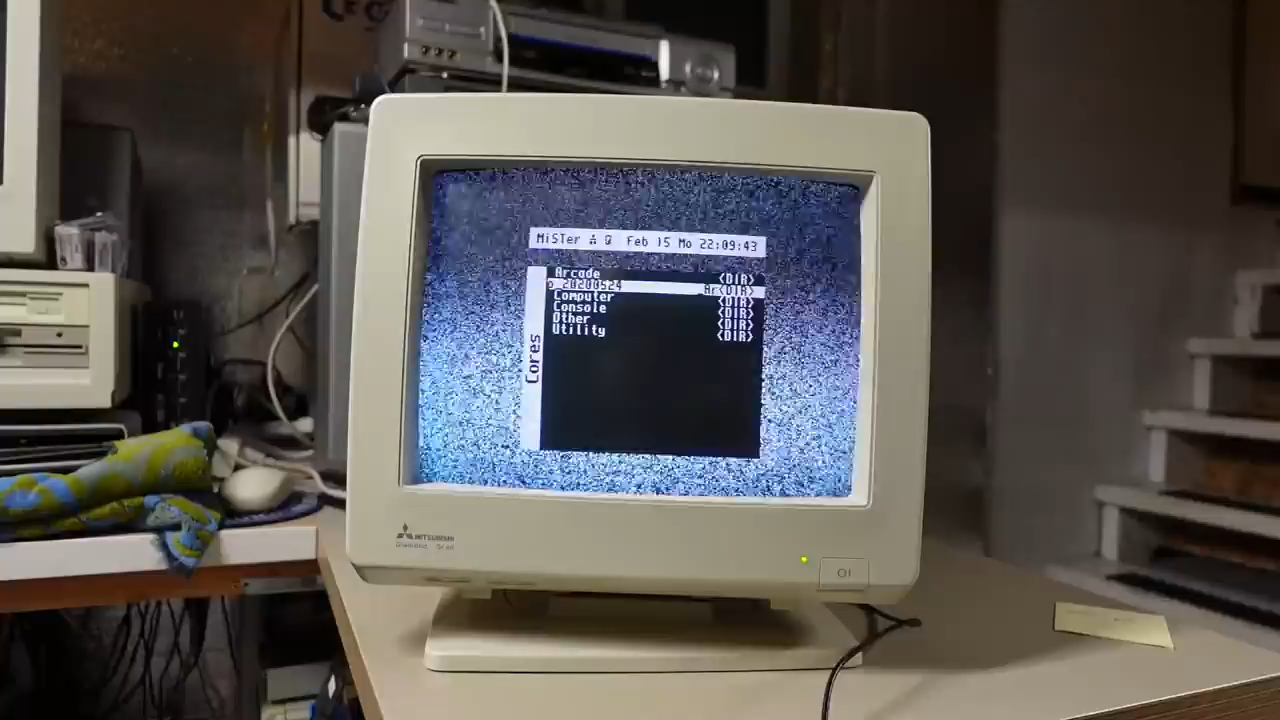 MiSTer Feb 15 Mo 22:09:43
Arcade <DIR>
20200524 _Ar<DIR>
Computer <DIR>
Console <DIR>
Other <DIR>
Utility <DIR>
Cores
MITSUBISHI